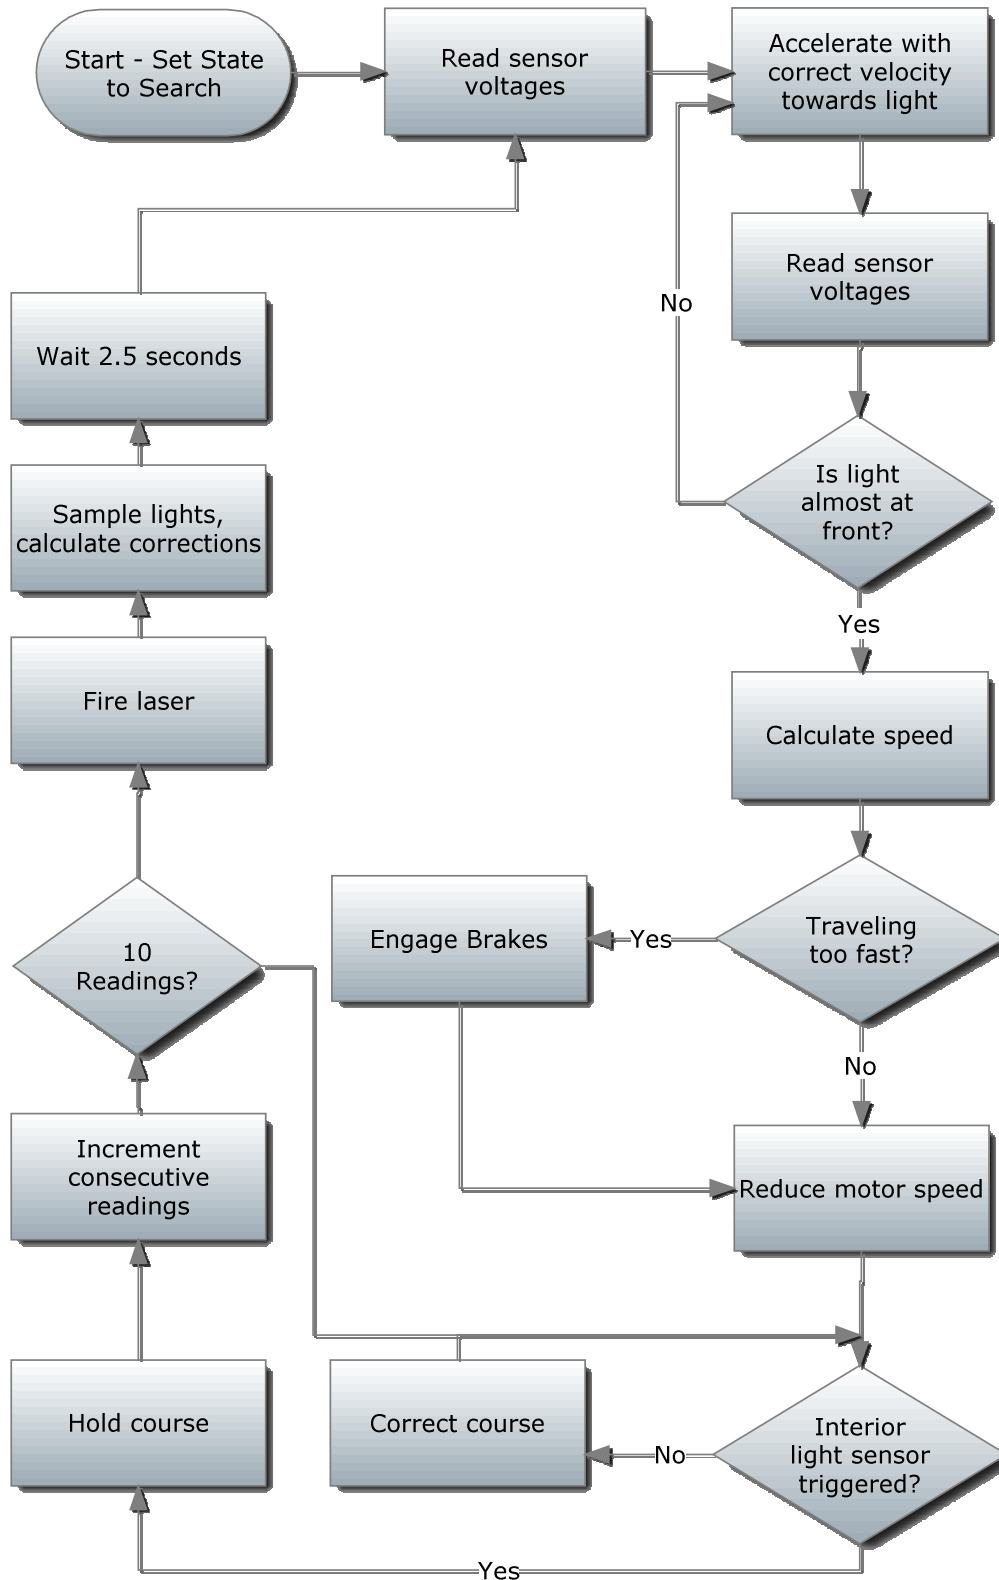 Start - Set State
to Search
Read sensor
voltages
Accelerate with
correct velocity
towards light
Read sensor
voltages
No
Is light
almost at
front?
Yes
Calculate speed
Traveling
too fast?
Yes
Engage Brakes
No
Reduce motor speed
Interior
light sensor
triggered?
No
Correct course
Yes
Hold course
Increment
consecutive
readings
10
Readings?
Fire laser
Sample lights,
calculate corrections
Wait 2.5 seconds